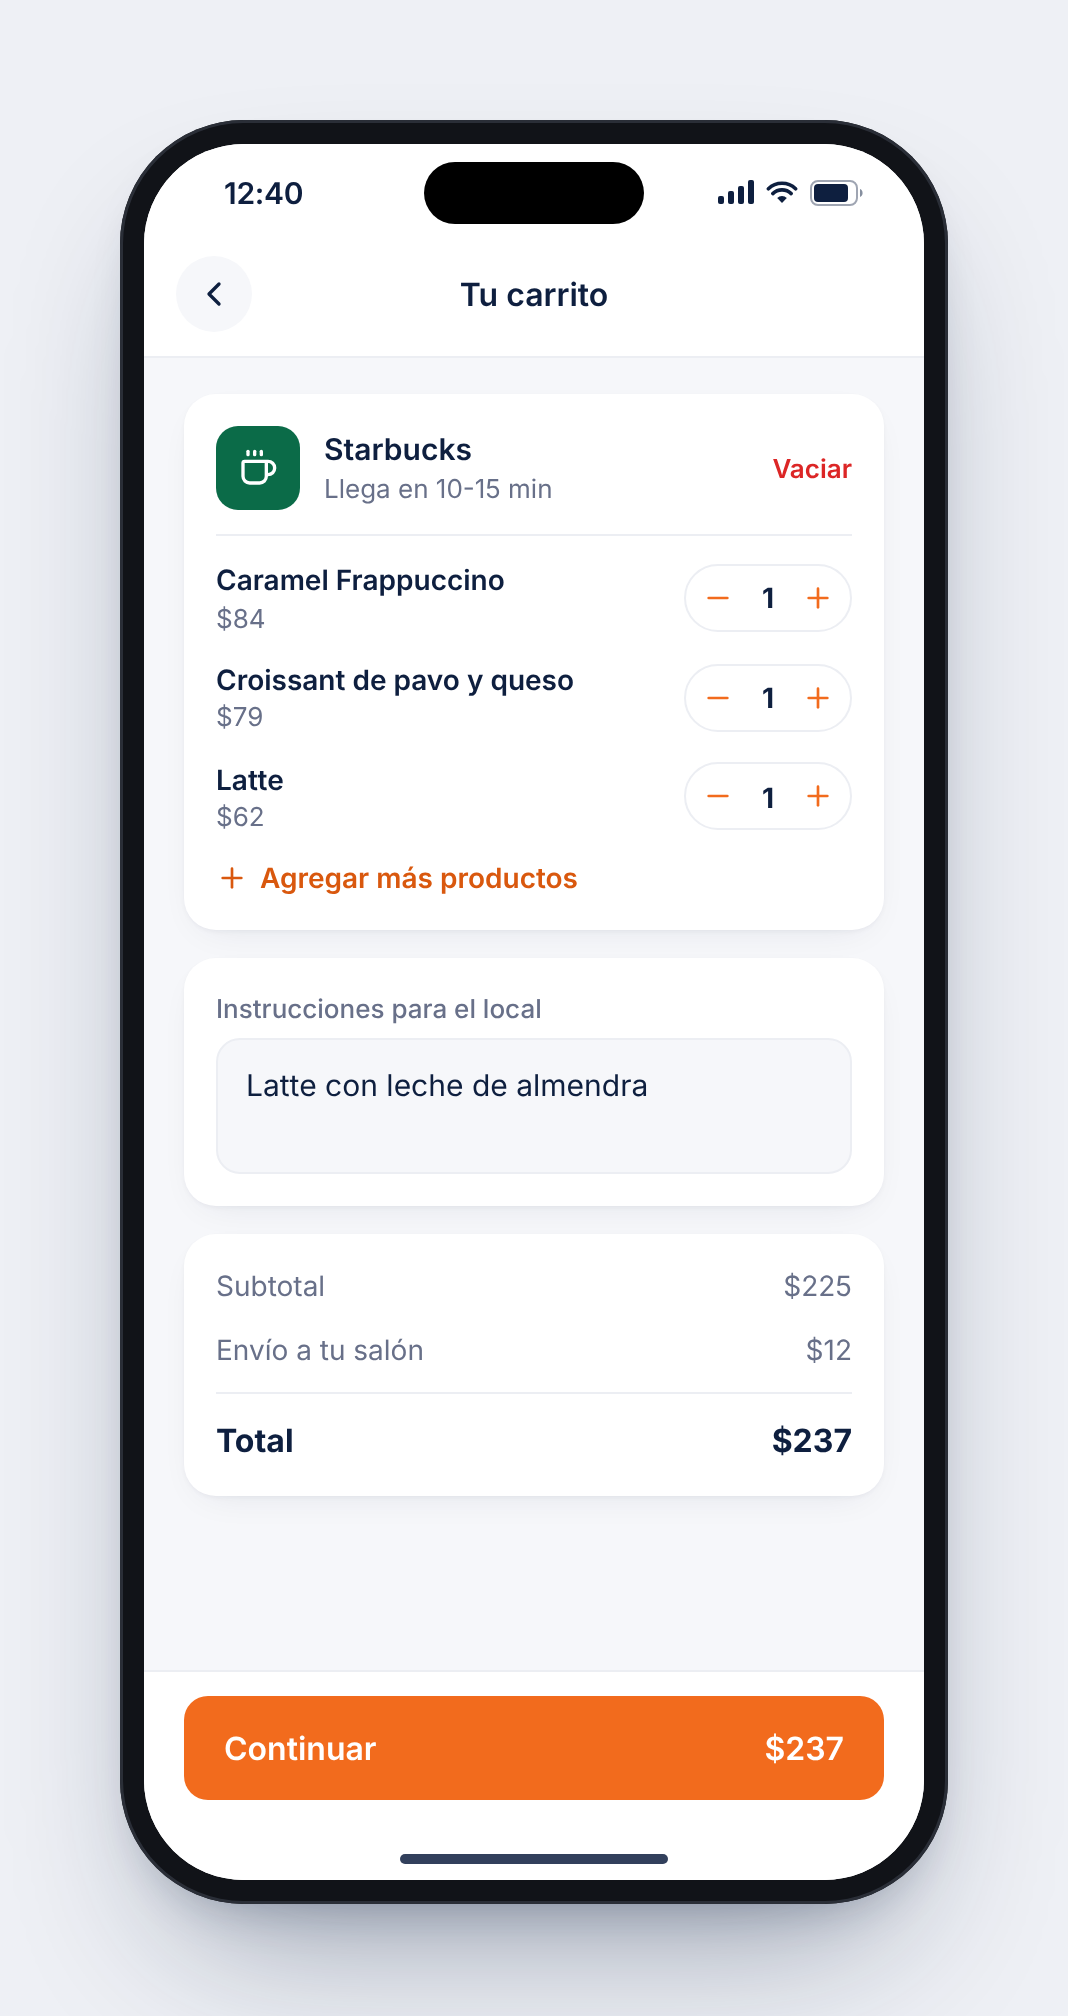 12:40
Tu carrito
Starbucks
Llega en 10-15 min
Vaciar
Caramel Frappuccino
$84
1
Croissant de pavo y queso
$79
1
Latte
$62
1
Agregar más productos
Instrucciones para el local
Latte con leche de almendra
Subtotal $225
Envío a tu salón $12
Total $237
Continuar $237